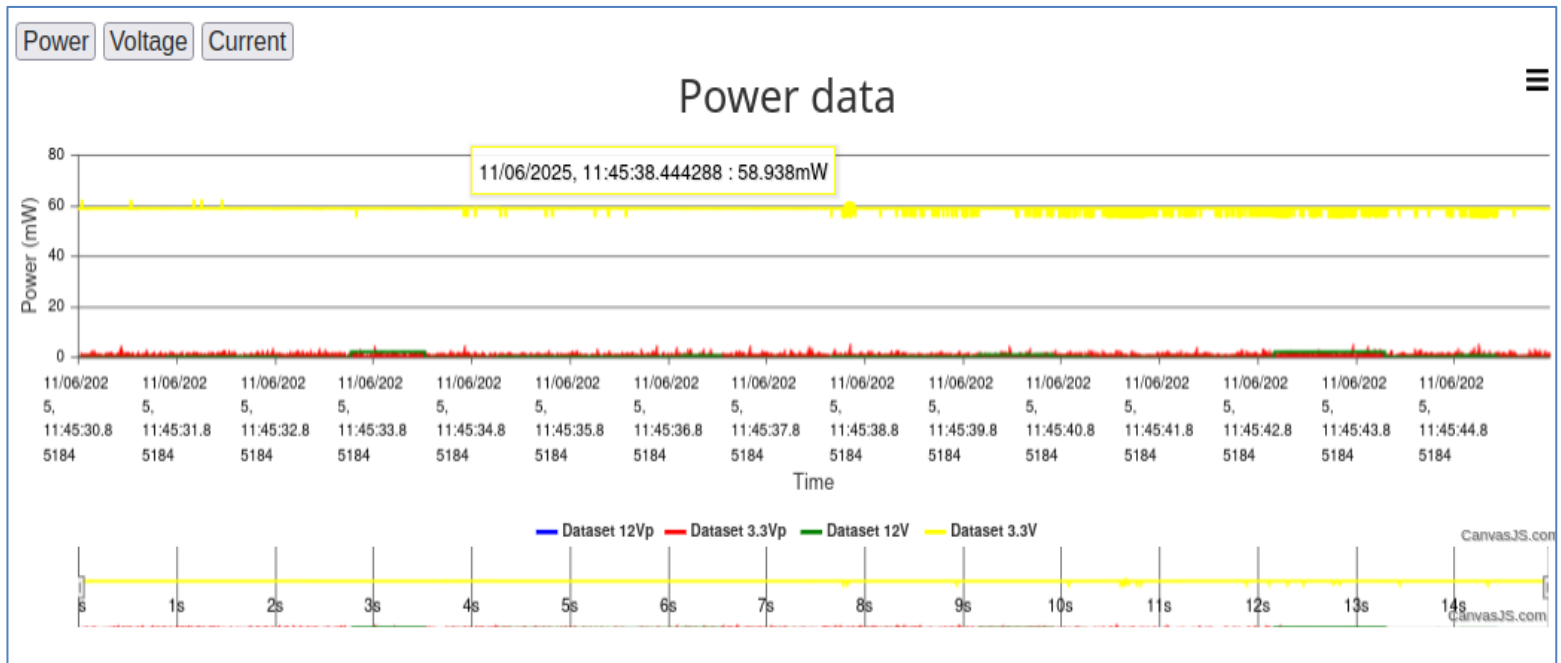 Power Voltage Current
Power data
80
11/06/2025, 11:45:38.444288 : 58.938mW
60
40
20
0
Power (mW)
11/06/202 11/06/202 11/06/202 11/06/202 11/06/202 11/06/202 11/06/202 11/06/202 11/06/202 11/06/202 11/06/202 11/06/202 11/06/202 11/06/202 11/06/202
5, 5, 5, 5, 5, 5, 5, 5, 5, 5, 5, 5, 5, 5, 5,
11:45:30.8 11:45:31.8 11:45:32.8 11:45:33.8 11:45:34.8 11:45:35.8 11:45:36.8 11:45:37.8 11:45:38.8 11:45:39.8 11:45:40.8 11:45:41.8 11:45:42.8 11:45:43.8 11:45:44.8
5184 5184 5184 5184 5184 5184 5184 5184 5184 5184 5184 5184 5184 5184 5184
Time
Dataset 12Vp Dataset 3.3Vp Dataset 12V Dataset 3.3V
CanvasJS.com
s 1s 2s 3s 4s 5s 6s 7s 8s 9s 10s 11s 12s 13s 14s
CanvasJS.com